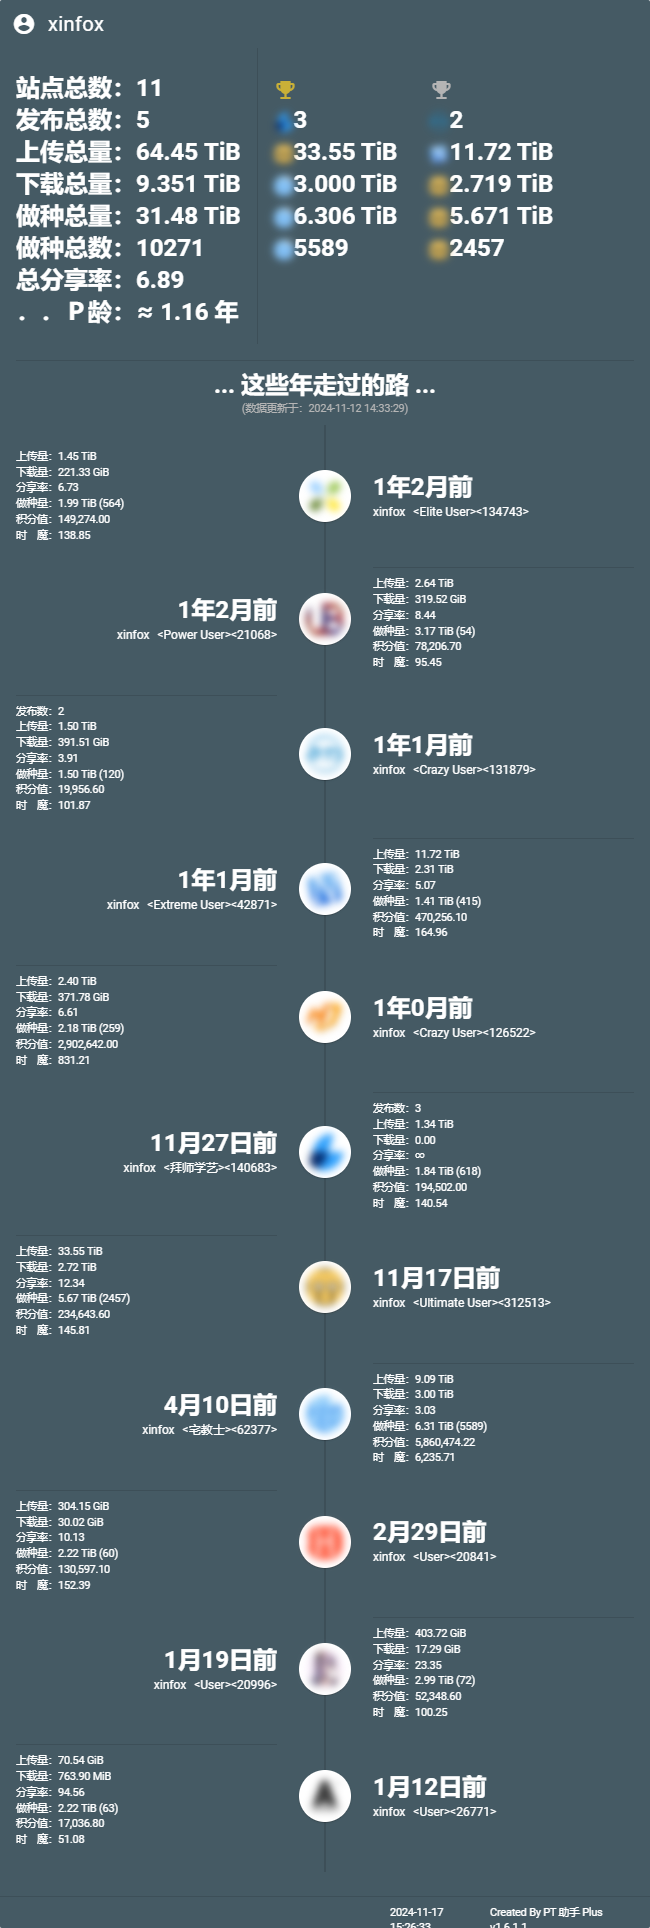 xinfox
站点总数：11
发布总数：5 3 2
上传总量：64.45 TiB 33.55 TiB 11.72 TiB
下载总量：9.351 TiB 3.000 TiB 2.719 TiB
做种总量：31.48 TiB 6.306 TiB 5.671 TiB
做种总数：10271 5589 2457
总分享率：6.89
．．P龄：≈ 1.16 年
... 这些年走过的路 ...
(数据更新于：2024-11-12 14:33:29)
上传量：1.45 TiB
下载量：221.33 GiB
分享率：6.73
做种量：1.99 TiB (564)
积分值：149,274.00
时　魔：138.85
1年2月前
xinfox <Elite User><134743>
1年2月前
xinfox <Power User><21068>
上传量：2.64 TiB
下载量：319.52 GiB
分享率：8.44
做种量：3.17 TiB (54)
积分值：78,206.70
时　魔：95.45
发布数：2
上传量：1.50 TiB
下载量：391.51 GiB
分享率：3.91
做种量：1.50 TiB (120)
积分值：19,956.60
时　魔：101.87
1年1月前
xinfox <Crazy User><131879>
1年1月前
xinfox <Extreme User><42871>
上传量：11.72 TiB
下载量：2.31 TiB
分享率：5.07
做种量：1.41 TiB (415)
积分值：470,256.10
时　魔：164.96
上传量：2.40 TiB
下载量：371.78 GiB
分享率：6.61
做种量：2.18 TiB (259)
积分值：2,902,642.00
时　魔：831.21
1年0月前
xinfox <Crazy User><126522>
11月27日前
xinfox <拜师学艺><140683>
发布数：3
上传量：1.34 TiB
下载量：0.00
分享率：∞
做种量：1.84 TiB (618)
积分值：194,502.00
时　魔：140.54
上传量：33.55 TiB
下载量：2.72 TiB
分享率：12.34
做种量：5.67 TiB (2457)
积分值：234,643.60
时　魔：145.81
11月17日前
xinfox <Ultimate User><312513>
4月10日前
xinfox <宅教士><62377>
上传量：9.09 TiB
下载量：3.00 TiB
分享率：3.03
做种量：6.31 TiB (5589)
积分值：5,860,474.22
时　魔：6,235.71
上传量：304.15 GiB
下载量：30.02 GiB
分享率：10.13
做种量：2.22 TiB (60)
积分值：130,597.10
时　魔：152.39
2月29日前
xinfox <User><20841>
1月19日前
xinfox <User><20996>
上传量：403.72 GiB
下载量：17.29 GiB
分享率：23.35
做种量：2.99 TiB (72)
积分值：52,348.60
时　魔：100.25
上传量：70.54 GiB
下载量：763.90 MiB
分享率：94.56
做种量：2.22 TiB (63)
积分值：17,036.80
时　魔：51.08
1月12日前
xinfox <User><26771>
2024-11-17
15:26:33
Created By PT 助手 Plus
v1.6.1.1